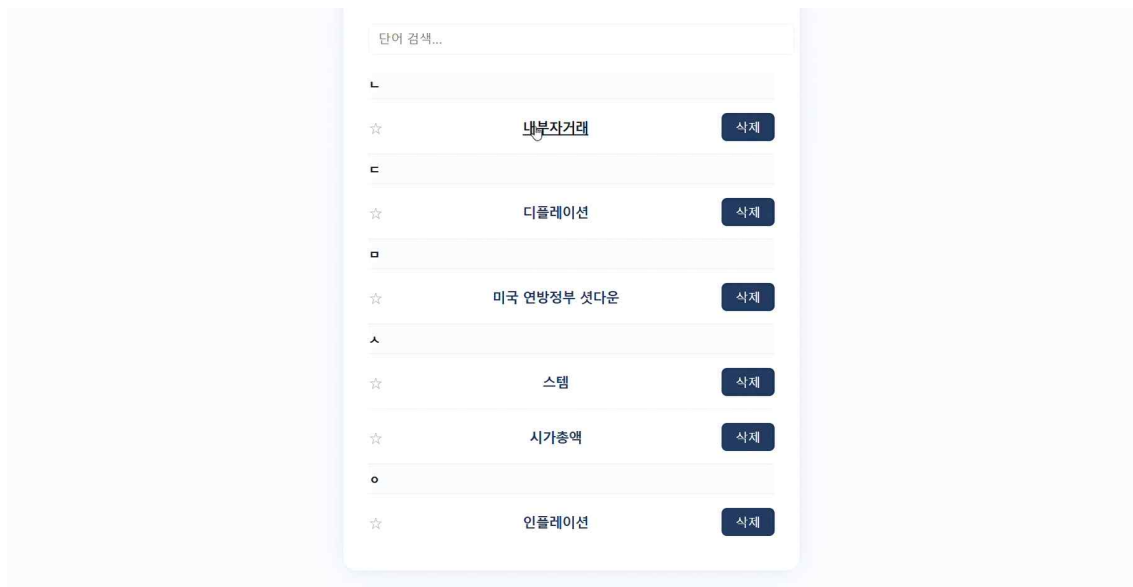 단어 검색...
ㄴ
☆ 내부자거래 삭제
ㄷ
☆ 디플레이션 삭제
ㅁ
☆ 미국 연방정부 셧다운 삭제
ㅅ
☆ 스템 삭제
☆ 시가총액 삭제
ㅇ
☆ 인플레이션 삭제